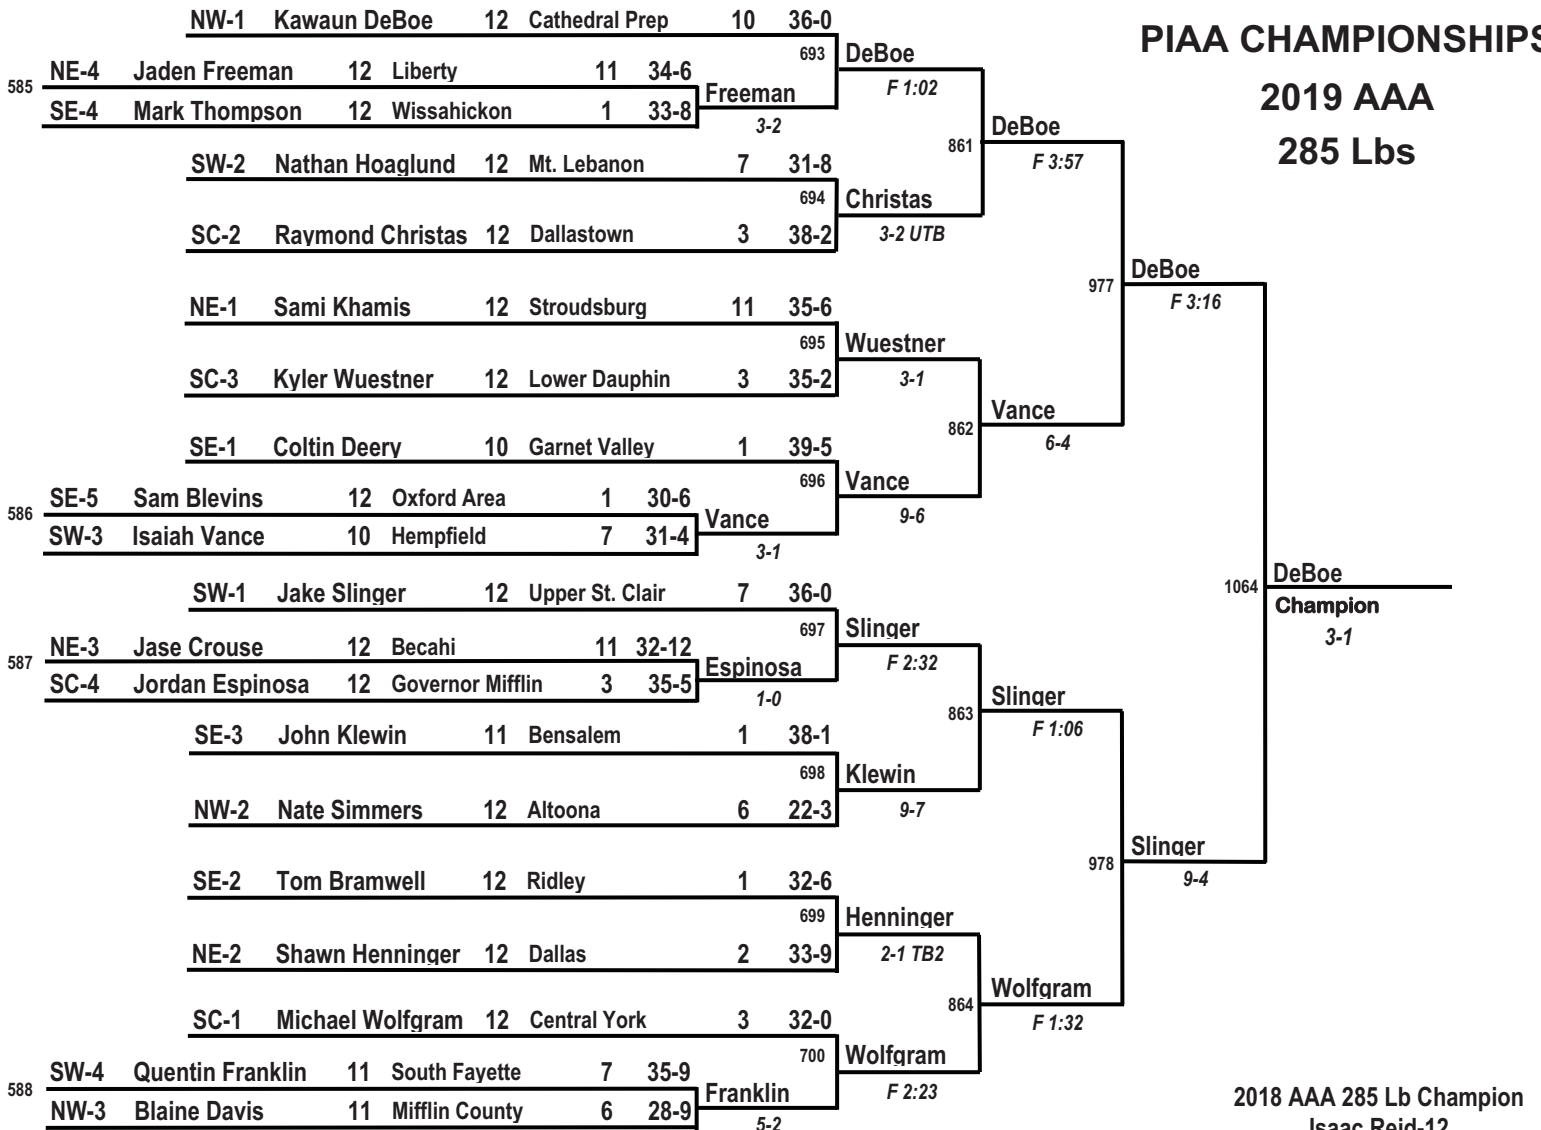 NW-1 Kawaun DeBoe 12 Cathedral Prep 10 36-0
PIAA CHAMPIONSHIPS
2019 AAA
285 Lbs
693 DeBoe
F 1:02
585 NE-4 Jaden Freeman 12 Liberty 11 34-6
SE-4 Mark Thompson 12 Wissahickon 1 33-8
Freeman
3-2
861 DeBoe
F 3:57
SW-2 Nathan Hoaglund 12 Mt. Lebanon 7 31-8
694 Christas
3-2 UTB
SC-2 Raymond Christas 12 Dallastown 3 38-2
977 DeBoe
F 3:16
NE-1 Sami Khamis 12 Stroudsburg 11 35-6
695 Wuestner
3-1
SC-3 Kyler Wuestner 12 Lower Dauphin 3 35-2
862 Vance
6-4
SE-1 Coltin Deery 10 Garnet Valley 1 39-5
696 Vance
9-6
586 SE-5 Sam Blevins 12 Oxford Area 1 30-6
SW-3 Isaiah Vance 10 Hempfield 7 31-4
Vance
3-1
1064 DeBoe
Champion
3-1
SW-1 Jake Slinger 12 Upper St. Clair 7 36-0
697 Slinger
F 2:32
587 NE-3 Jase Crouse 12 Becahi 11 32-12
SC-4 Jordan Espinosa 12 Governor Mifflin 3 35-5
Espinosa
1-0
863 Slinger
F 1:06
SE-3 John Klewin 11 Bensalem 1 38-1
698 Klewin
9-7
NW-2 Nate Simmers 12 Altoona 6 22-3
978 Slinger
9-4
SE-2 Tom Bramwell 12 Ridley 1 32-6
699 Henninger
2-1 TB2
NE-2 Shawn Henninger 12 Dallas 2 33-9
864 Wolfgram
F 1:32
SC-1 Michael Wolfgram 12 Central York 3 32-0
700 Wolfgram
F 2:23
588 SW-4 Quentin Franklin 11 South Fayette 7 35-9
NW-3 Blaine Davis 11 Mifflin County 6 28-9
Franklin
5-2
2018 AAA 285 Lb Champion
Isaac Reid-12